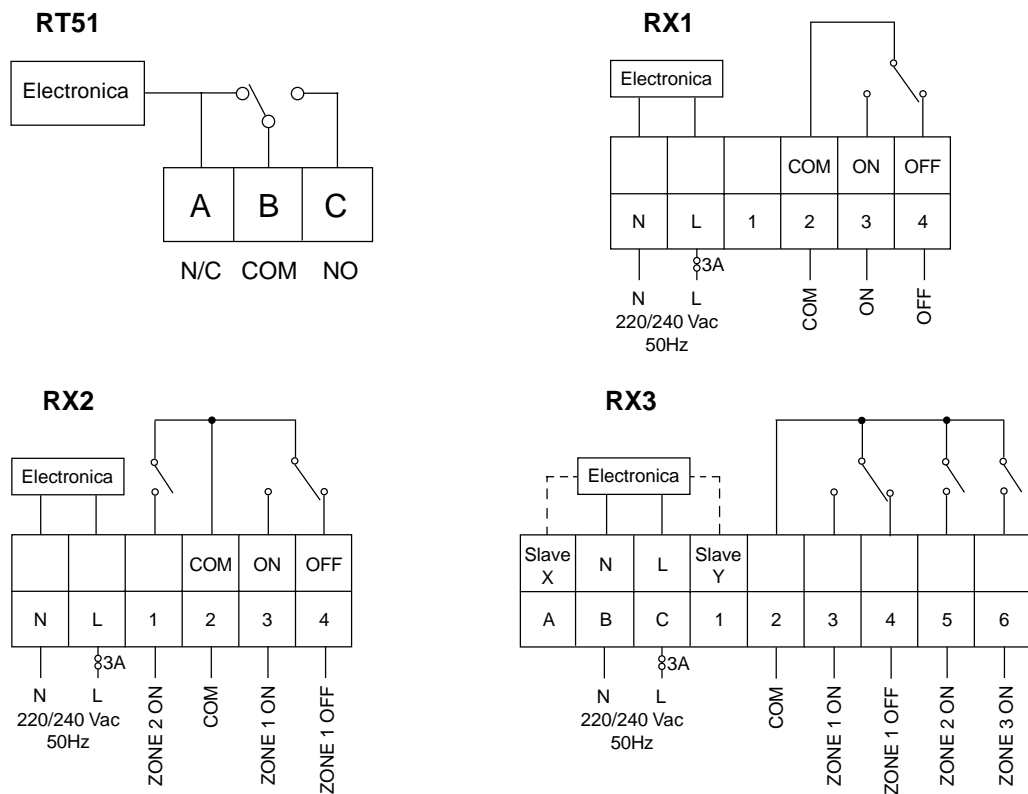 RT51
Electronica
A B C
N/C COM NO
RX1
Electronica
COM ON OFF
N L 1 2 3 4
3A
N L
220/240 Vac
50Hz
COM
ON
OFF
RX2
Electronica
COM ON OFF
N L 1 2 3 4
3A
N L
220/240 Vac
50Hz
ZONE 2 ON
COM
ZONE 1 ON
ZONE 1 OFF
RX3
Electronica
Slave X
N L
Slave Y
A B C 1 2 3 4 5 6
3A
N L
220/240 Vac
50Hz
COM
ZONE 1 ON
ZONE 1 OFF
ZONE 2 ON
ZONE 3 ON